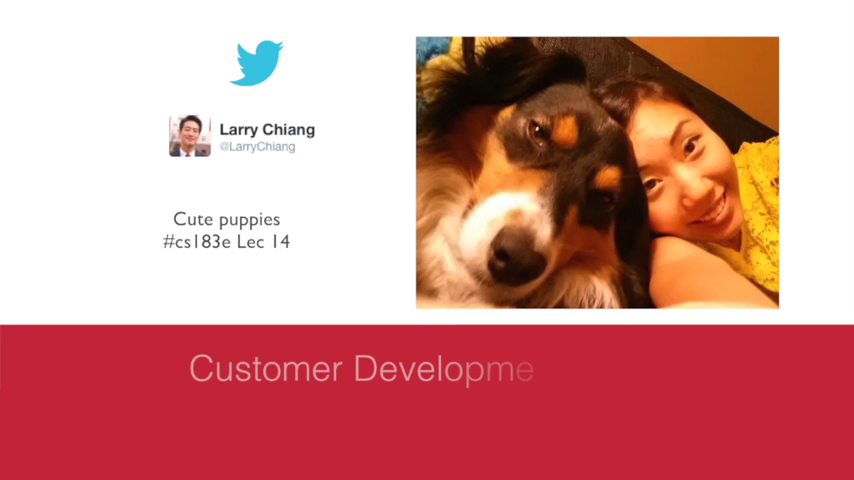 Larry Chiang
@LarryChiang
Cute puppies
#cs183e Lec 14
Customer Developme